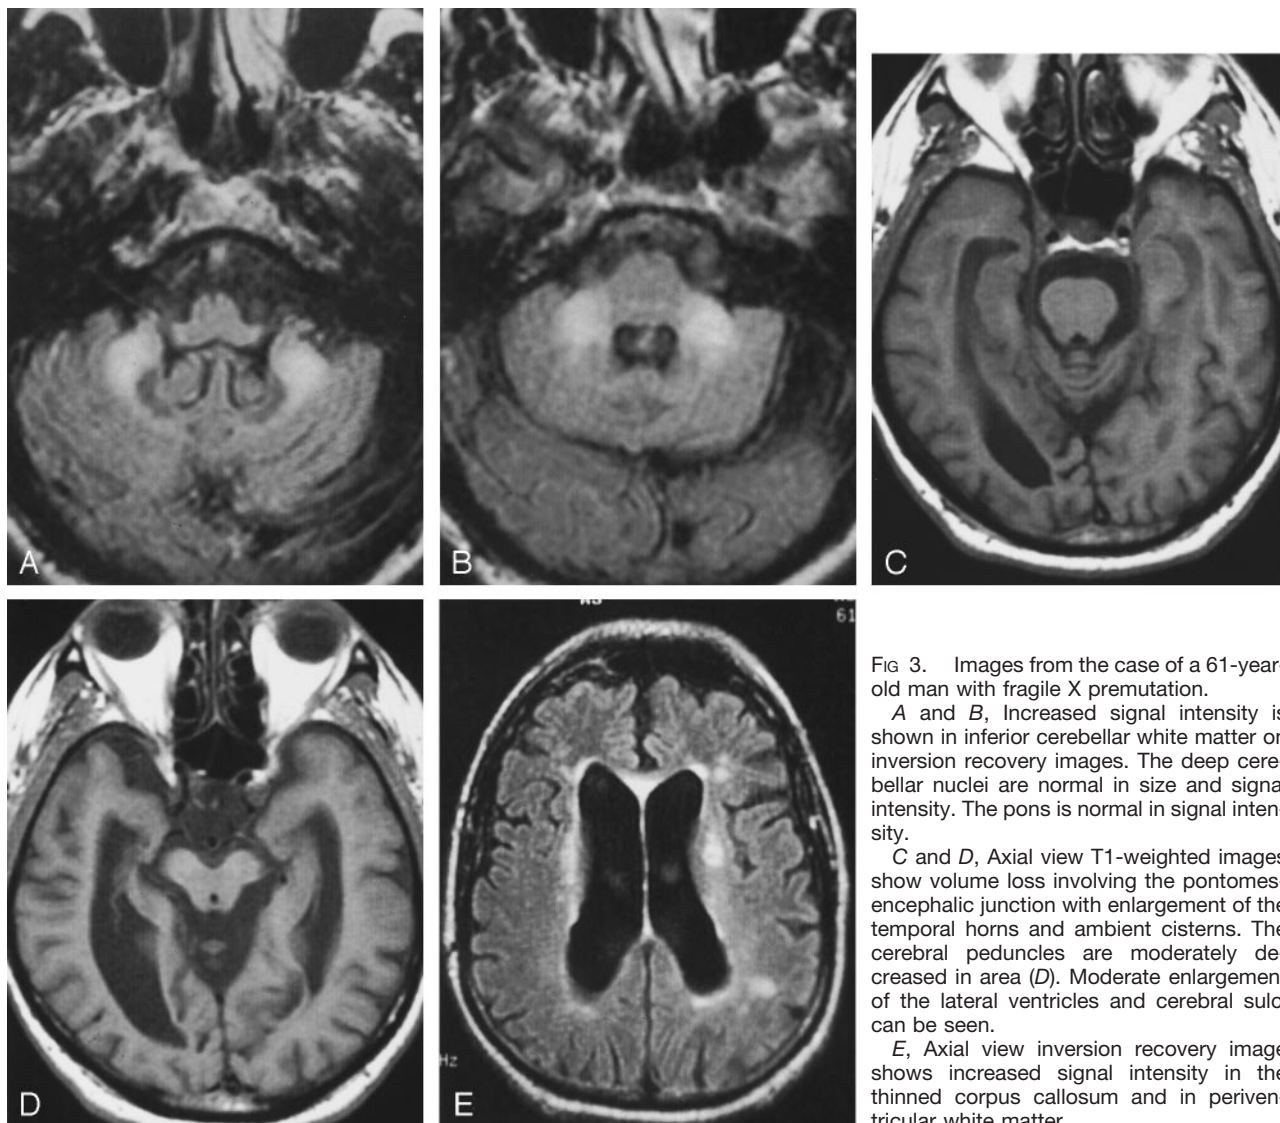 A
B
C
D
E
61
Hz
FIG 3. Images from the case of a 61-year-
old man with fragile X premutation.
A and B, Increased signal intensity is
shown in inferior cerebellar white matter on
inversion recovery images. The deep cere-
bellar nuclei are normal in size and signal
intensity. The pons is normal in signal inten-
sity.
C and D, Axial view T1-weighted images
show volume loss involving the pontomes-
encephalic junction with enlargement of the
temporal horns and ambient cisterns. The
cerebral peduncles are moderately de-
creased in area (D). Moderate enlargement
of the lateral ventricles and cerebral sulci
can be seen.
E, Axial view inversion recovery image
shows increased signal intensity in the
thinned corpus callosum and in periven-
tricular white matter.